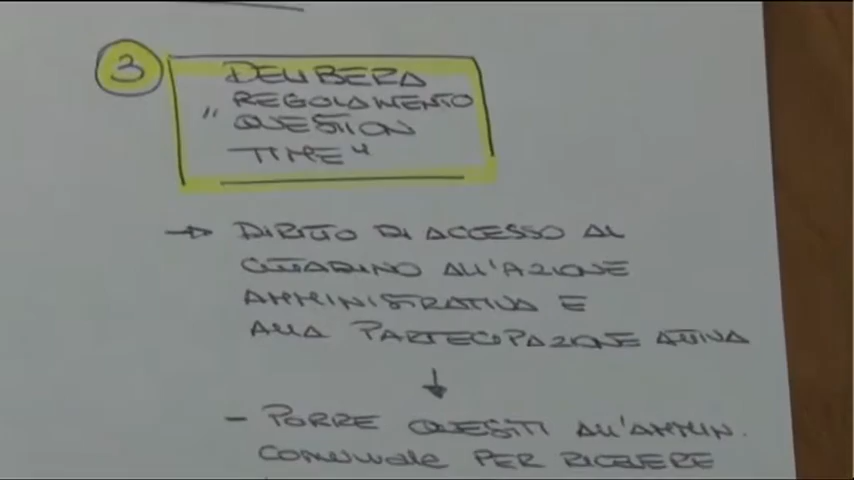 3 DELIBERA
" REGOLAMENTO
QUESTION
TIME"
→ DIRITTO DI ACCESSO AL
CITTADINO ALL'AZIONE
AMMINISTRATIVA E
ALLA PARTECIPAZIONE ATTIVA
↓
- PORRE QUESITI ALL'AMMIN.
COMUNALE PER RICEVERE